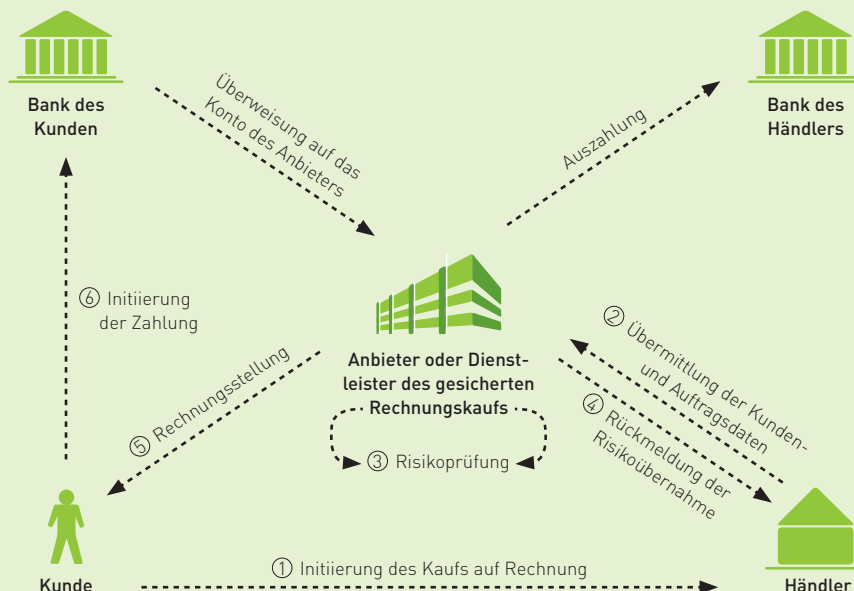 Bank des
Kunden
Überweisung auf das
Konto des Anbieters
Auszahlung
Bank des
Händlers
⑥ Initiierung
der Zahlung
Anbieter oder Dienst-
leister des gesicherten
Rechnungskaufs
③ Risikoprüfung
⑤ Rechnungsstellung
② Übermittlung der Kunden-
und Auftragsdaten
④ Rückmeldung der
Risikoübernahme
Kunde
① Initiierung des Kaufs auf Rechnung
Händler